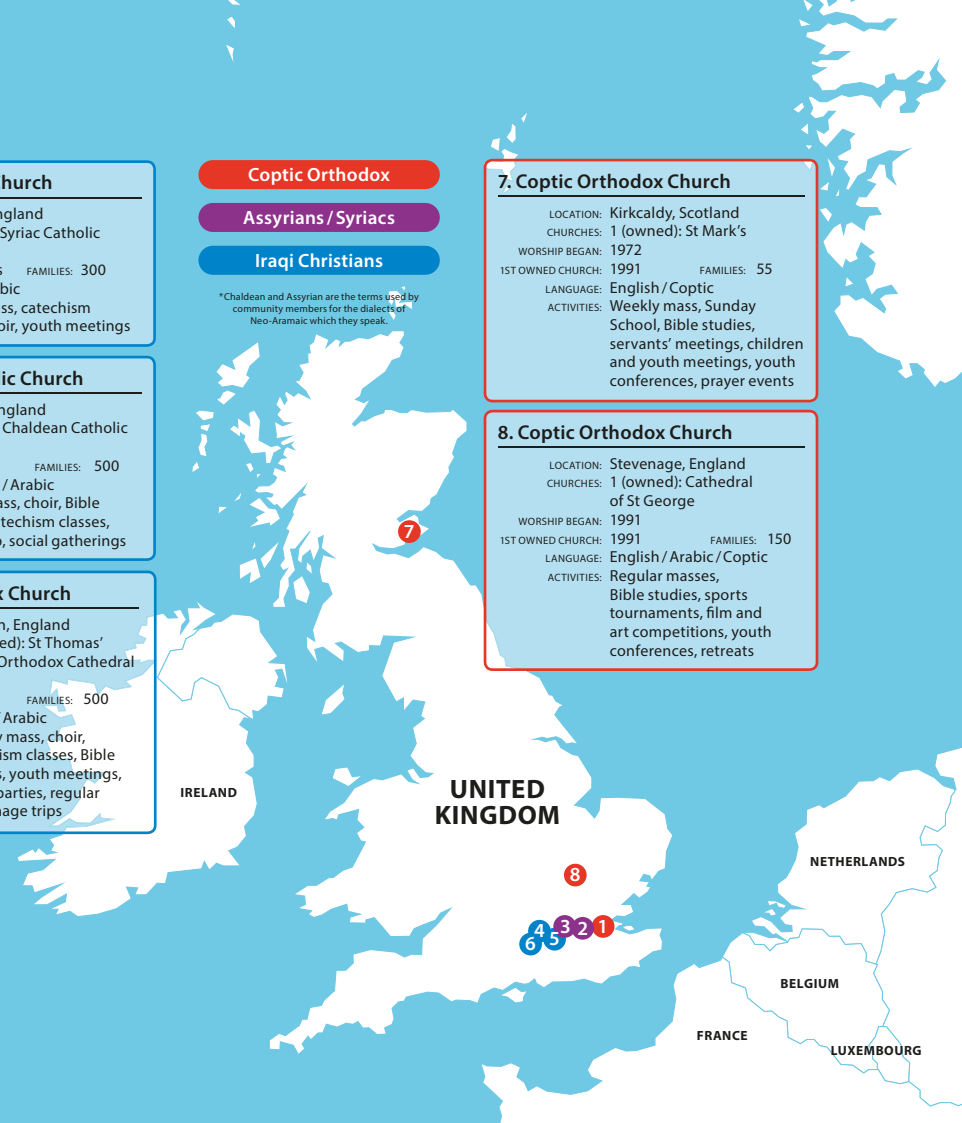 hurch
ngland
Syriac Catholic
s FAMILIES: 300
bic
ss, catechism
oir, youth meetings
ic Church
ngland
Chaldean Catholic
FAMILIES: 500
/ Arabic
ass, choir, Bible
techism classes,
, social gatherings
x Church
n, England
ed): St Thomas’
Orthodox Cathedral
FAMILIES: 500
/ Arabic
y mass, choir,
ism classes, Bible
s, youth meetings,
parties, regular
nage trips
Coptic Orthodox
Assyrians / Syriacs
Iraqi Christians
*Chaldean and Assyrian are the terms used by
community members for the dialects of
Neo-Aramaic which they speak.
7. Coptic Orthodox Church
LOCATION: Kirkcaldy, Scotland
CHURCHES: 1 (owned): St Mark’s
WORSHIP BEGAN: 1972
1ST OWNED CHURCH: 1991 FAMILIES: 55
LANGUAGE: English / Coptic
ACTIVITIES: Weekly mass, Sunday
School, Bible studies,
servants’ meetings, children
and youth meetings, youth
conferences, prayer events
8. Coptic Orthodox Church
LOCATION: Stevenage, England
CHURCHES: 1 (owned): Cathedral
of St George
WORSHIP BEGAN: 1991
1ST OWNED CHURCH: 1991 FAMILIES: 150
LANGUAGE: English / Arabic / Coptic
ACTIVITIES: Regular masses,
Bible studies, sports
tournaments, film and
art competitions, youth
conferences, retreats
7
IRELAND
UNITED
KINGDOM
8
NETHERLANDS
4
3
2
1
6
5
BELGIUM
FRANCE
LUXEMBOURG